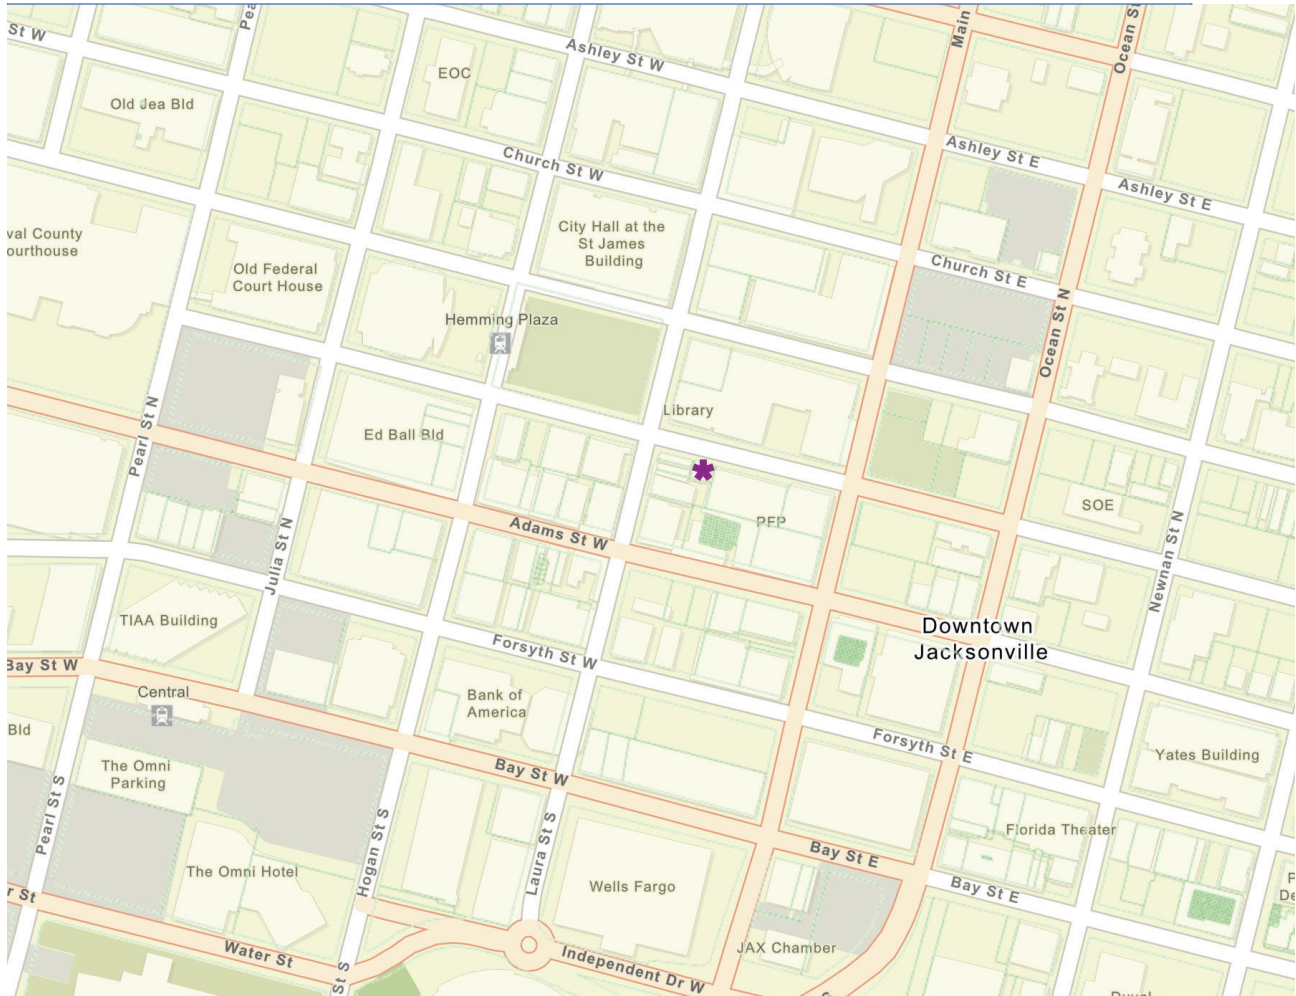 St W
Pea
Main
Ocean St
Ashley St W
EOC
Old Jea Bld
Ashley St E
Church St W
Ashley St E
val County
ourthouse
City Hall at the
St James
Building
Old Federal
Court House
Church St E
Hemming Plaza
Ocean St N
Pearl St N
Library
Ed Ball Bld
SOE
PFP
Adams St W
Julia St N
Newnan St N
TIAA Building
Downtown
Jacksonville
Forsyth St W
Bay St W
Central
Bank of
America
Bld
Forsyth St E
Yates Building
The Omni
Parking
Bay St W
Pearl St S
Hogan St S
Laura St S
Florida Theater
Bay St E
The Omni Hotel
Wells Fargo
Bay St E
P
De
r St
Water St
JAX Chamber
Independent Dr W
St S
Duval